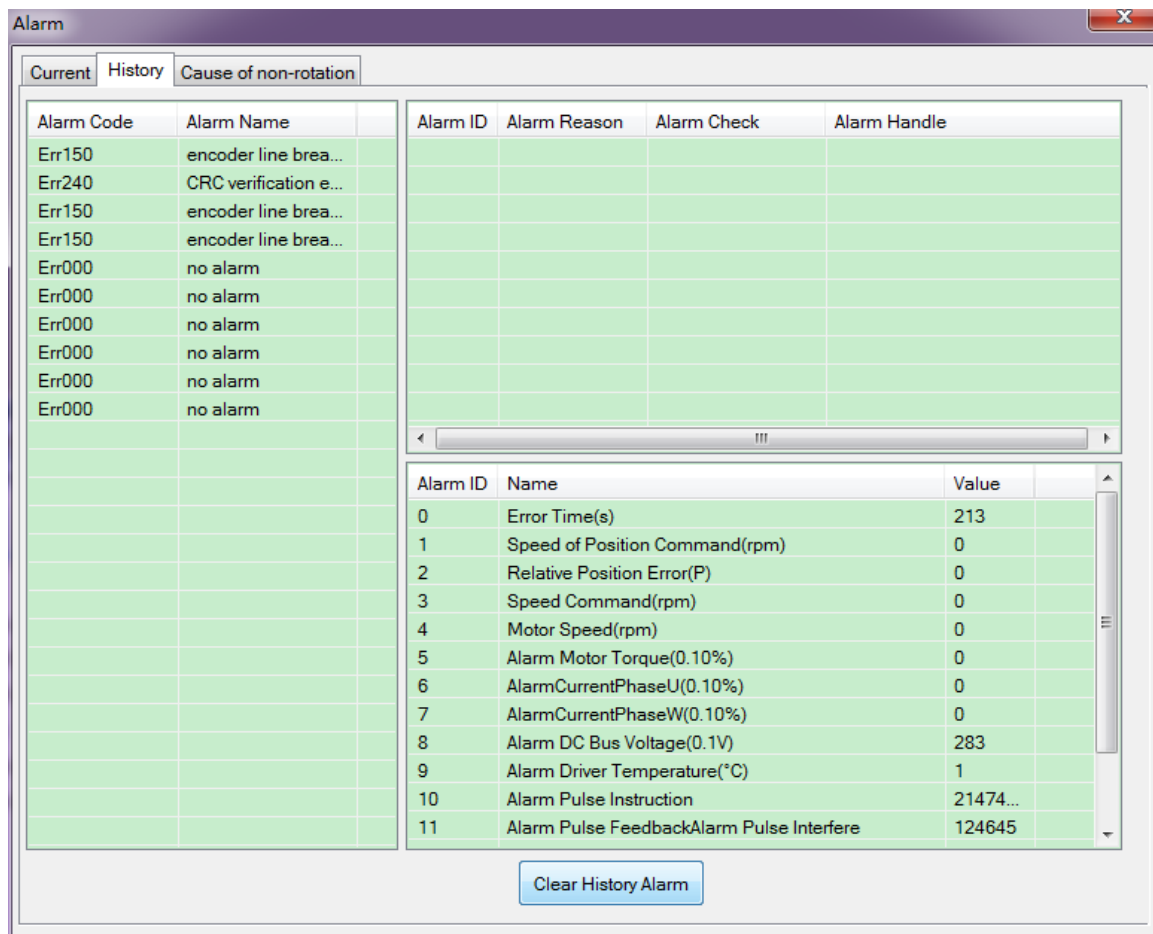 Alarm
Current History Cause of non-rotation
Alarm Code Alarm Name
Err150 encoder line brea...
Err240 CRC verification e...
Err150 encoder line brea...
Err150 encoder line brea...
Err000 no alarm
Err000 no alarm
Err000 no alarm
Err000 no alarm
Err000 no alarm
Err000 no alarm
Alarm ID Alarm Reason Alarm Check Alarm Handle
Alarm ID Name Value
0 Error Time(s) 213
1 Speed of Position Command(rpm) 0
2 Relative Position Error(P) 0
3 Speed Command(rpm) 0
4 Motor Speed(rpm) 0
5 Alarm Motor Torque(0.10%) 0
6 AlarmCurrentPhaseU(0.10%) 0
7 AlarmCurrentPhaseW(0.10%) 0
8 Alarm DC Bus Voltage(0.1V) 283
9 Alarm Driver Temperature(°C) 1
10 Alarm Pulse Instruction 21474...
11 Alarm Pulse FeedbackAlarm Pulse Interfere 124645
Clear History Alarm